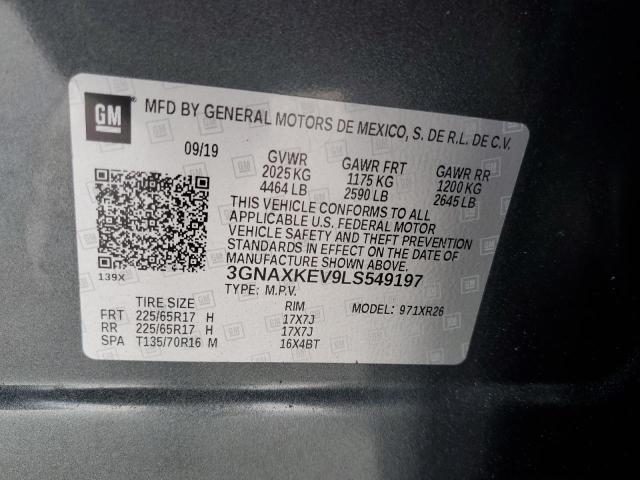 GM
MFD BY GENERAL MOTORS DE MEXICO, S. DE R.L. DE C.V.
09/19 GVWR GAWR FRT GAWR RR
2025 KG 1175 KG 1200 KG
4464 LB 2590 LB 2645 LB
THIS VEHICLE CONFORMS TO ALL
APPLICABLE U.S. FEDERAL MOTOR
VEHICLE SAFETY AND THEFT PREVENTION
STANDARDS IN EFFECT ON THE DATE OF
MANUFACTURE SHOWN ABOVE.
139X
3GNAXKEV9LS549197
TYPE: M.P.V.
MODEL: 971XR26
TIRE SIZE RIM
FRT 225/65R17 H 17X7J
RR 225/65R17 H 17X7J
SPA T135/70R16 M 16X4BT